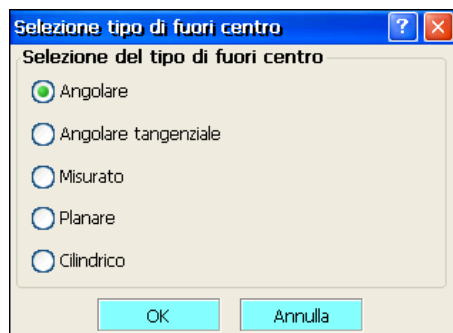 Selezione tipo di fuori centro
Selezione del tipo di fuori centro
Angolare
Angolare tangenziale
Misurato
Planare
Cilindrico
OK Annulla